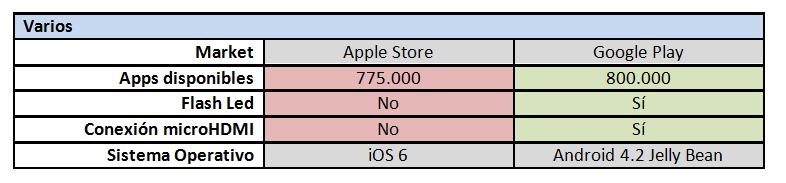 Varios
Market Apple Store Google Play
Apps disponibles 775.000 800.000
Flash Led No Sí
Conexión microHDMI No Sí
Sistema Operativo iOS 6 Android 4.2 Jelly Bean